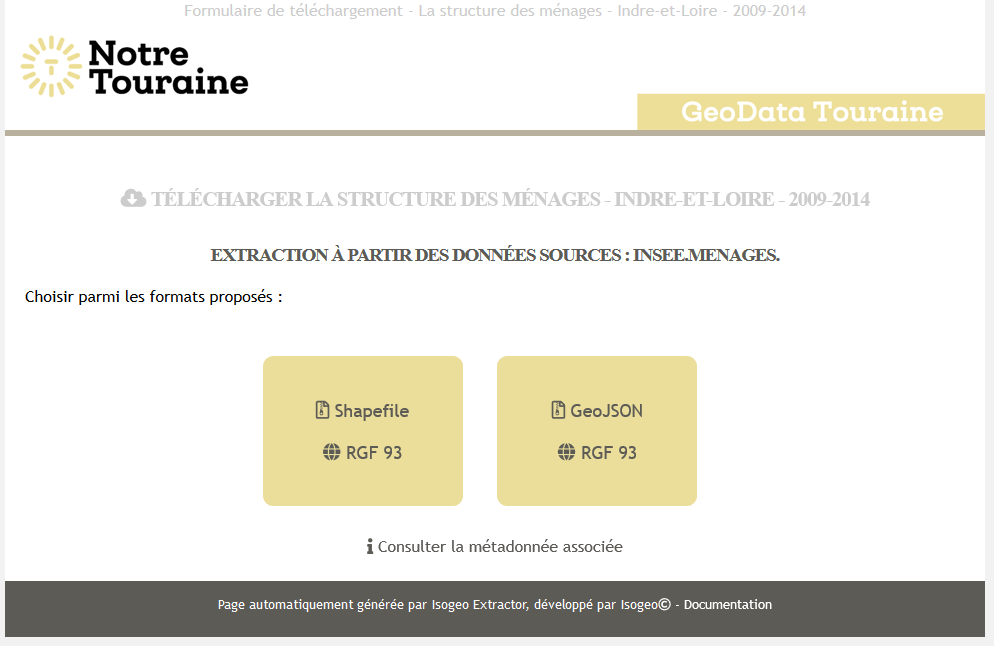 Formulaire de téléchargement - La structure des ménages - Indre-et-Loire - 2009-2014
Notre
Touraine
GeoData Touraine
TÉLÉCHARGER LA STRUCTURE DES MÉNAGES - INDRE-ET-LOIRE - 2009-2014
EXTRACTION À PARTIR DES DONNÉES SOURCES : INSEE.MENAGES.
Choisir parmi les formats proposés :
Shapefile
RGF 93
GeoJSON
RGF 93
Consulter la métadonnée associée
Page automatiquement générée par Isogeo Extractor, développé par Isogeo© - Documentation